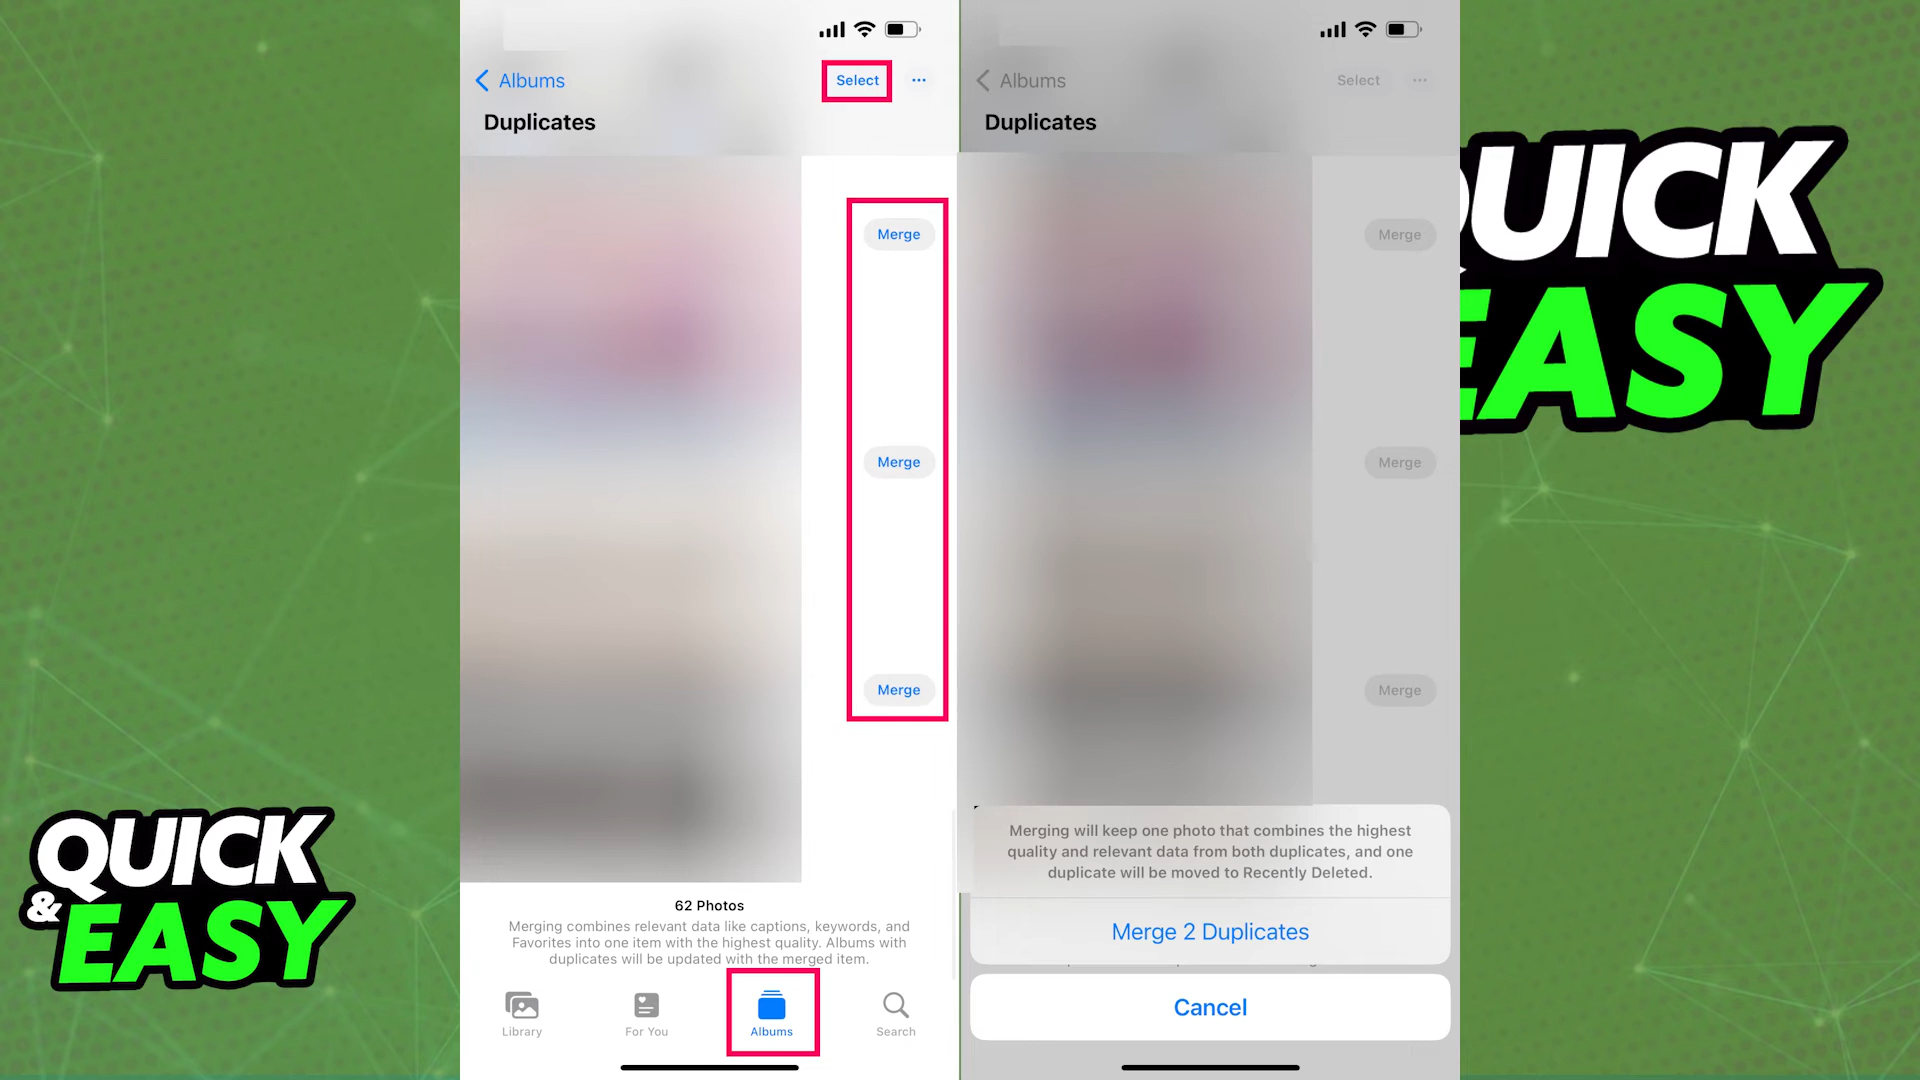 Albums
Select
Duplicates
Merge
Merge
Merge
62 Photos
Merging combines relevant data like captions, keywords, and
Favorites into one item with the highest quality. Albums with
duplicates will be updated with the merged item.
Library
For You
Albums
Search
Albums
Select
Duplicates
Merge
Merge
Merge
Merging will keep one photo that combines the highest
quality and relevant data from both duplicates, and one
duplicate will be moved to Recently Deleted.
Merge 2 Duplicates
Cancel
QUICK
EASY
QUICK
& EASY